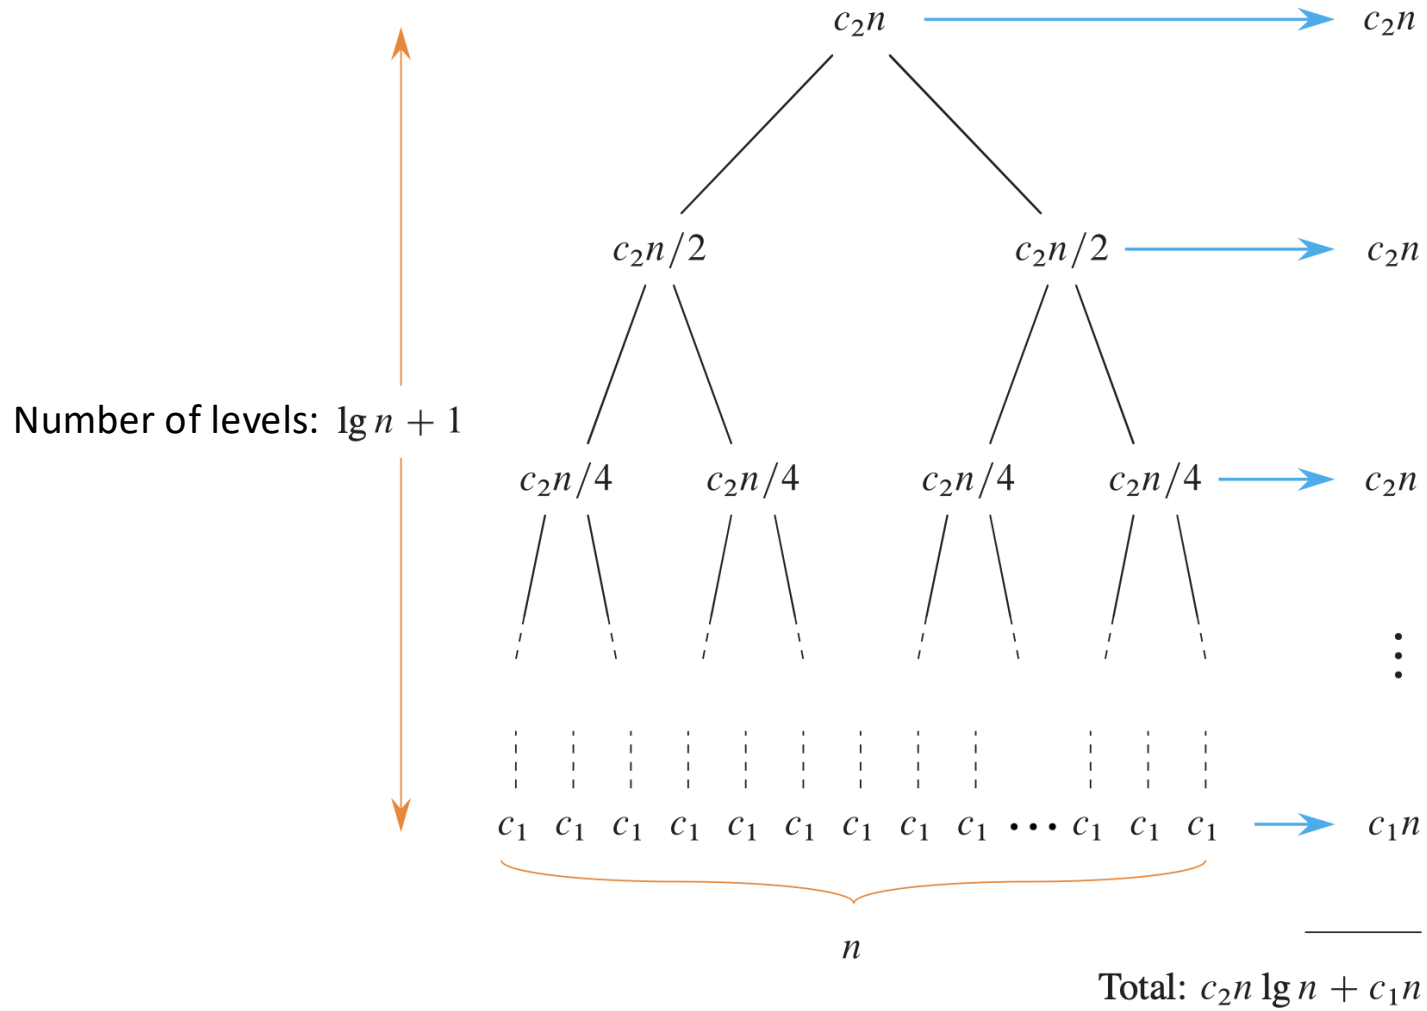 c₂n c₂n
c₂n/2 c₂n/2 c₂n
Number of levels: lg n + 1
c₂n/4 c₂n/4 c₂n/4 c₂n/4 c₂n
⋮
c₁ c₁ c₁ c₁ c₁ c₁ c₁ c₁ c₁ ⋯ c₁ c₁ c₁ c₁n
n
Total: c₂n lg n + c₁n